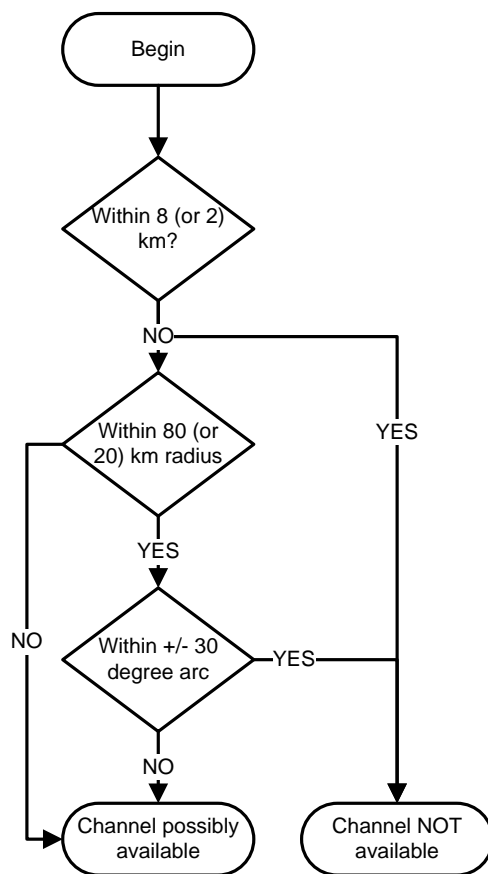 Begin
Within 8 (or 2)
km?
NO
YES
Within 80 (or
20) km radius
YES
NO
Within +/- 30
degree arc
YES
NO
Channel possibly
available
Channel NOT
available